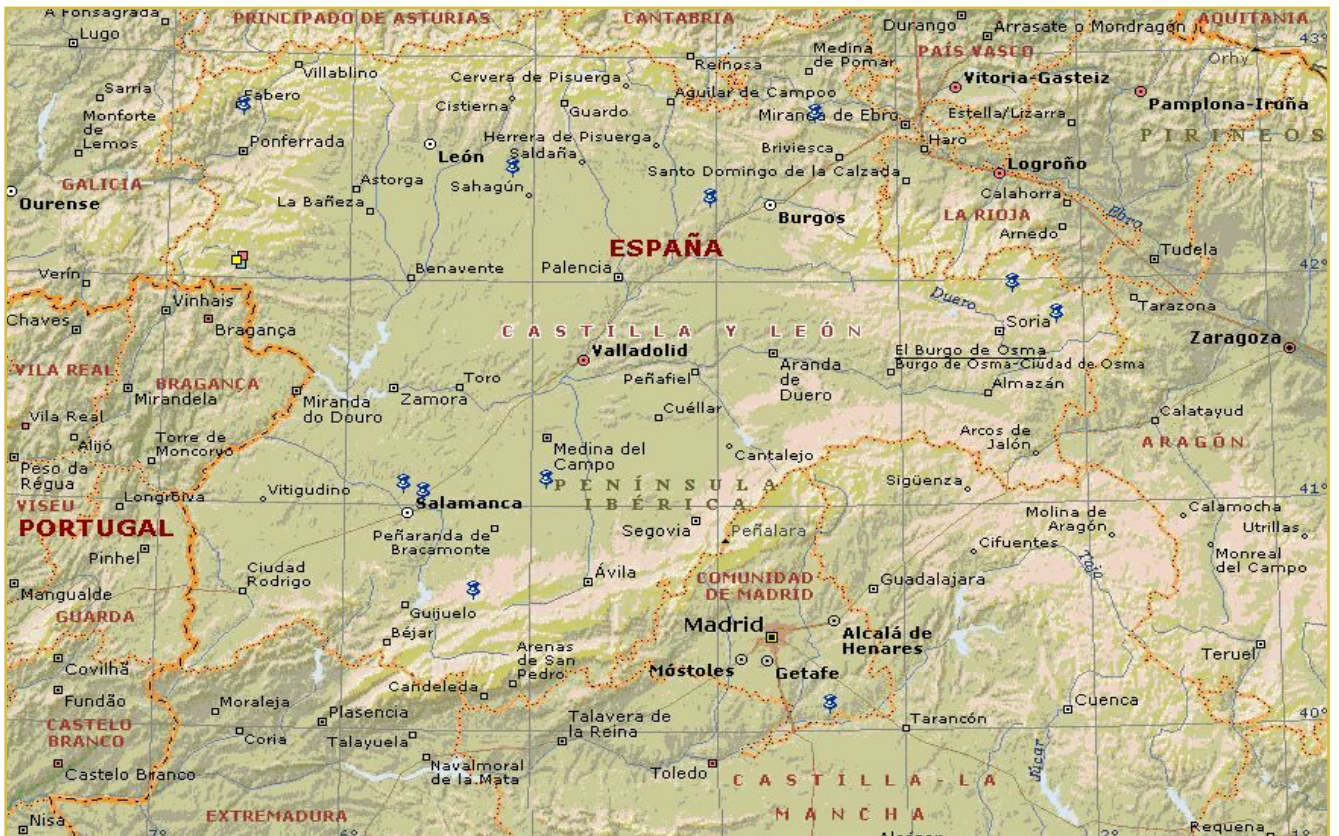 A Fonsagrada
PRINCIPADO DE ASTURIAS
CANTABRIA
Durango
Arrasate o Mondragón
AQUITANIA
43°
Lugo
Reinosa
Medina
de Pomar
PAÍS VASCO
Orhy
Villablino
Cervera de Pisuerga
Vitoria-Gasteiz
Sarria
Fabero
Cistierna
Guardo
Aguilar de Campoo
Pamplona-Iruña
Monforte
de
Lemos
Miranda de Ebro
Estella/Lizarra
PIRINEOS
Ponferrada
León
Herrera de Pisuerga
Saldaña
Briviesca
Haro
Logroño
GALICIA
Astorga
Sahagún
Santo Domingo de la Calzada
Calahorra
Ourense
La Bañeza
Burgos
LA RIOJA
Ebro
Arnedo
ESPAÑA
Tudela
Verín
Benavente
Palencia
42°
Vinhais
Duero
Tarazona
Chaves
Bragança
CASTILLA Y LEÓN
Soria
Zaragoza
Valladolid
El Burgo de Osma
Burgo de Osma-Ciudad de Osma
VILA REAL
BRAGANÇA
Mirandela
Miranda
do Douro
Zamora
Toro
Peñafiel
Aranda
de
Duero
Almazán
Vila Real
Cuéllar
Calatayud
Alijó
Torre de
Moncorvo
Medina del
Campo
Cantalejo
Arcos de
Jalón
ARAGÓN
Peso da
Régua
Vitigudino
PENÍNSULA
IBÉRICA
Sigüenza
41°
VISEU
Longroiva
Salamanca
Calamocha
PORTUGAL
Segovia
Peñalara
Molina de
Aragón
Utrillas
Pinhel
Peñaranda de
Bracamonte
Cifuentes
Monreal
del Campo
Ciudad
Rodrigo
Ávila
COMUNIDAD
DE MADRID
Guadalajara
Tajo
Mangualde
GUARDA
Guijuelo
Madrid
Alcalá de
Henares
Béjar
Teruel
Covilhã
Arenas
de San
Pedro
Móstoles
Getafe
Fundão
Moraleja
Candeleda
Cuenca
CASTELO
BRANCO
Plasencia
Talavera de
la Reina
Tarancón
40°
Coria
Talayuela
Castelo Branco
Navalmoral
de la Mata
Toledo
Júcar
CASTILLA-LA
MANCHA
EXTREMADURA
Nisa
7°
6°
Requena
2°
1°